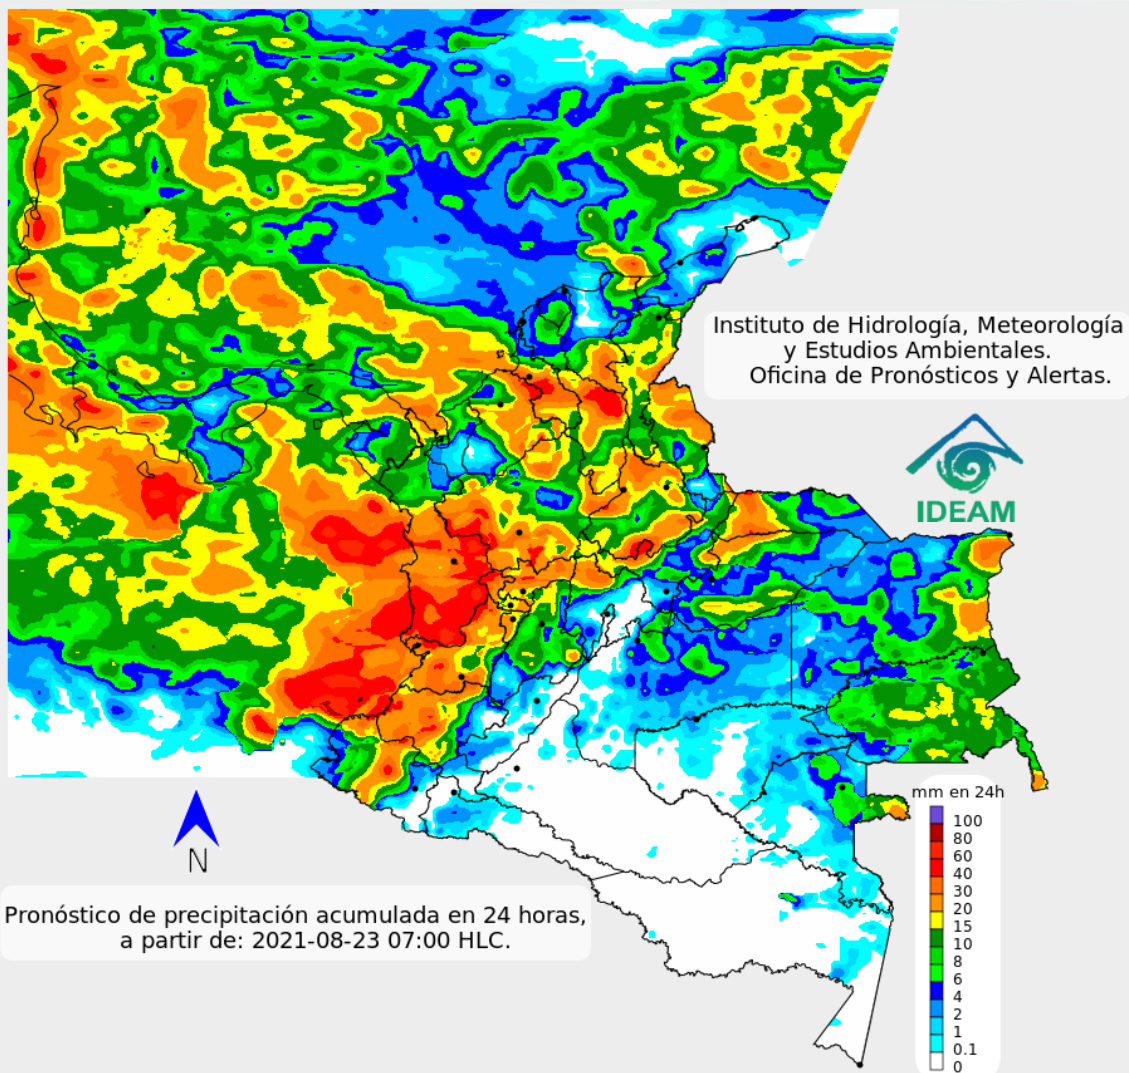 Instituto de Hidrología, Meteorología
y Estudios Ambientales.
Oficina de Pronósticos y Alertas.
IDEAM
mm en 24h
100
80
60
40
30
20
15
10
8
6
4
2
1
0.1
0
N
Pronóstico de precipitación acumulada en 24 horas,
a partir de: 2021-08-23 07:00 HLC.